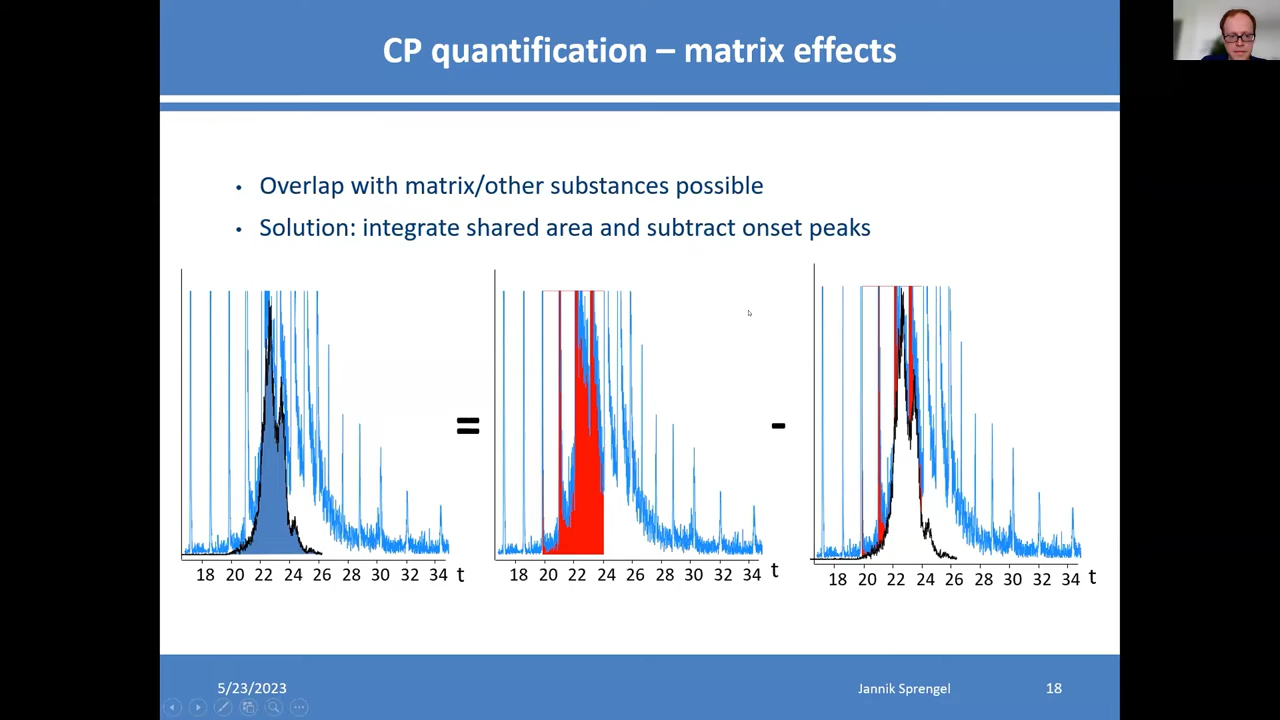 CP quantification – matrix effects
• Overlap with matrix/other substances possible
• Solution: integrate shared area and subtract onset peaks
= -
18 20 22 24 26 28 30 32 34 t
18 20 22 24 26 28 30 32 34 t
18 20 22 24 26 28 30 32 34 t
5/23/2023 Jannik Sprengel 18